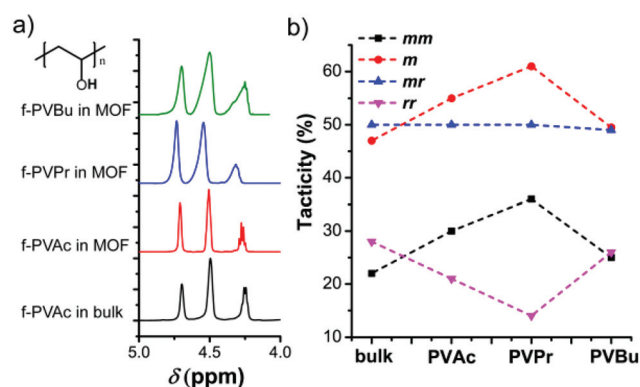 a)
n
OH
f-PVBu in MOF
f-PVPr in MOF
f-PVAc in MOF
f-PVAc in bulk
5.0 4.5 4.0
δ (ppm)
b)
mm
m
mr
rr
Tacticity (%)
60
50
40
30
20
10
bulk PVAc PVPr PVBu